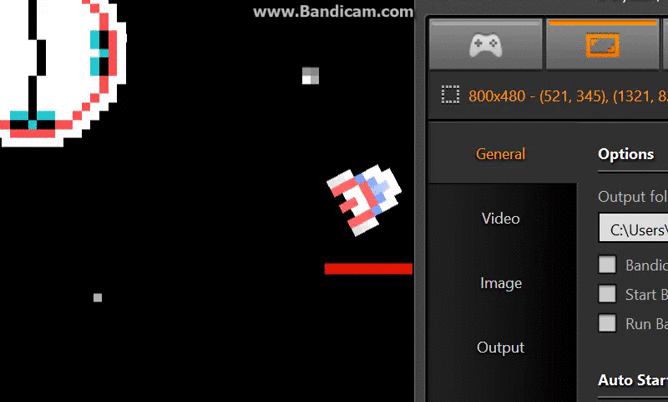 www.Bandicam.com
800x480 - (521, 345), (1321, 8
General
Options
Output fol
Video
C:\Users\
Bandic
Image
Start B
Run Ba
Output
Auto Star